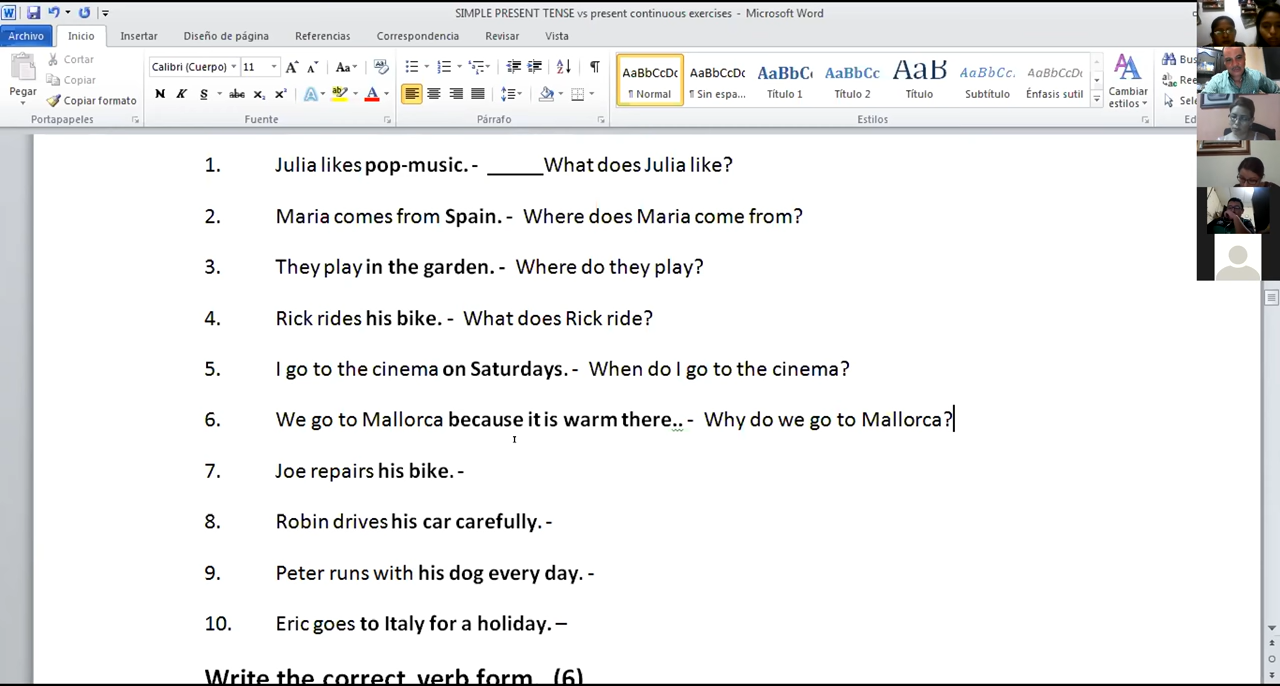 SIMPLE PRESENT TENSE vs present continuous exercises - Microsoft Word
Archivo Inicio Insertar Diseño de página Referencias Correspondencia Revisar Vista
Cortar
Copiar
Copiar formato
Pegar
Calibri (Cuerpo) 11
N K S abc x₂ x²
AaBbCcDc AaBbCcDc AaBbC AaBbCc AaB AaBbCc. AaBbCcDc
¶ Normal ¶ Sin espa... Título 1 Título 2 Título Subtítulo Énfasis sutil
Cambiar estilos
Portapapeles Fuente Párrafo Estilos
1. Julia likes pop-music. - ______What does Julia like?
2. Maria comes from Spain. - Where does Maria come from?
3. They play in the garden. - Where do they play?
4. Rick rides his bike. - What does Rick ride?
5. I go to the cinema on Saturdays. - When do I go to the cinema?
6. We go to Mallorca because it is warm there.. - Why do we go to Mallorca?
7. Joe repairs his bike. -
8. Robin drives his car carefully. -
9. Peter runs with his dog every day. -
10. Eric goes to Italy for a holiday. –
Write the correct verb form (6)